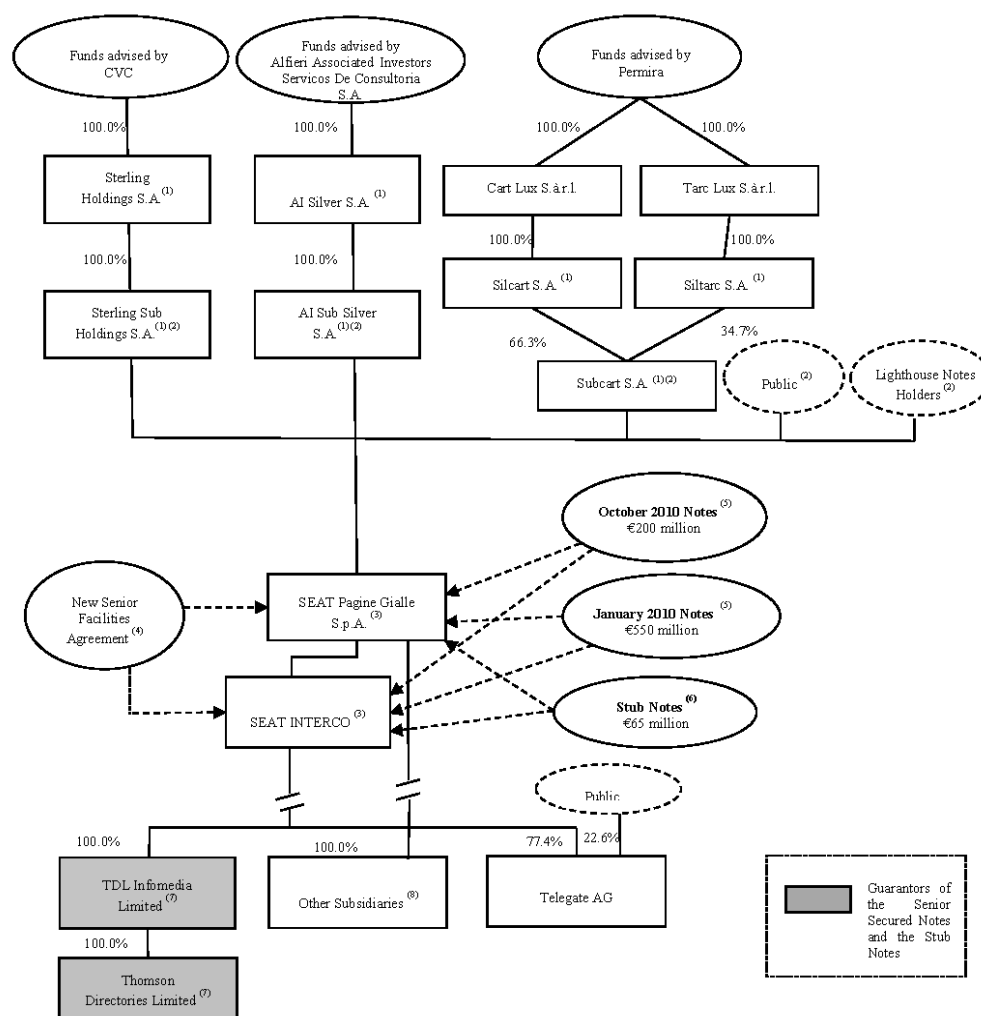 Funds advised by
CVC
Funds advised by
Alfieri Associated Investors
Servicos De Consultoria
S.A.
Funds advised by
Permira
100.0%
100.0%
100.0%
100.0%
Sterling
Holdings S.A. (1)
AI Silver S.A. (1)
Cart Lux S.à.r.l.
Tarc Lux S.à.r.l.
100.0%
100.0%
100.0%
100.0%
Silcart S.A. (1)
Siltarc S.A. (1)
Sterling Sub
Holdings S.A. (1)(2)
AI Sub Silver
S.A. (1)(2)
66.3%
34.7%
Subcart S.A. (1)(2)
Public (2)
Lighthouse Notes
Holders (2)
October 2010 Notes (5)
€200 million
New Senior
Facilities
Agreement (4)
SEAT Pagine Gialle
S.p.A. (3)
January 2010 Notes (5)
€550 million
SEAT INTERCO (3)
Stub Notes (6)
€65 million
Public
100.0%
100.0%
77.4%
22.6%
TDL Infomedia
Limited (7)
Other Subsidiaries (8)
Telegate AG
100.0%
Thomson
Directories Limited (7)
Guarantors of
the Senior
Secured Notes
and the Stub
Notes